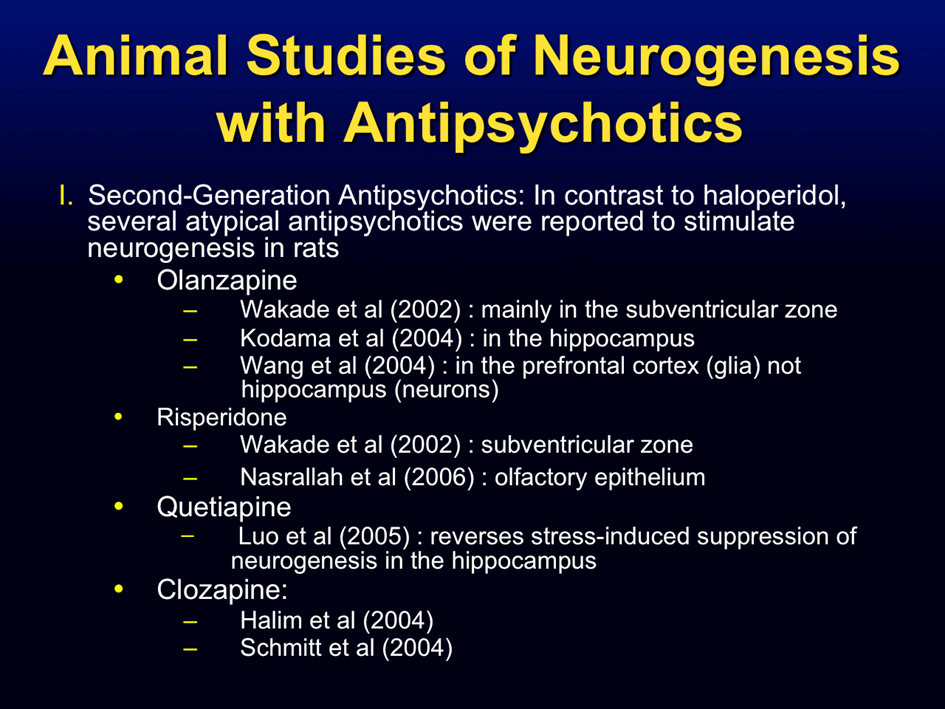 Animal Studies of Neurogenesis
with Antipsychotics
I. Second-Generation Antipsychotics: In contrast to haloperidol,
several atypical antipsychotics were reported to stimulate
neurogenesis in rats
• Olanzapine
– Wakade et al (2002) : mainly in the subventricular zone
– Kodama et al (2004) : in the hippocampus
– Wang et al (2004) : in the prefrontal cortex (glia) not
hippocampus (neurons)
• Risperidone
– Wakade et al (2002) : subventricular zone
– Nasrallah et al (2006) : olfactory epithelium
• Quetiapine
– Luo et al (2005) : reverses stress-induced suppression of
neurogenesis in the hippocampus
• Clozapine:
– Halim et al (2004)
– Schmitt et al (2004)